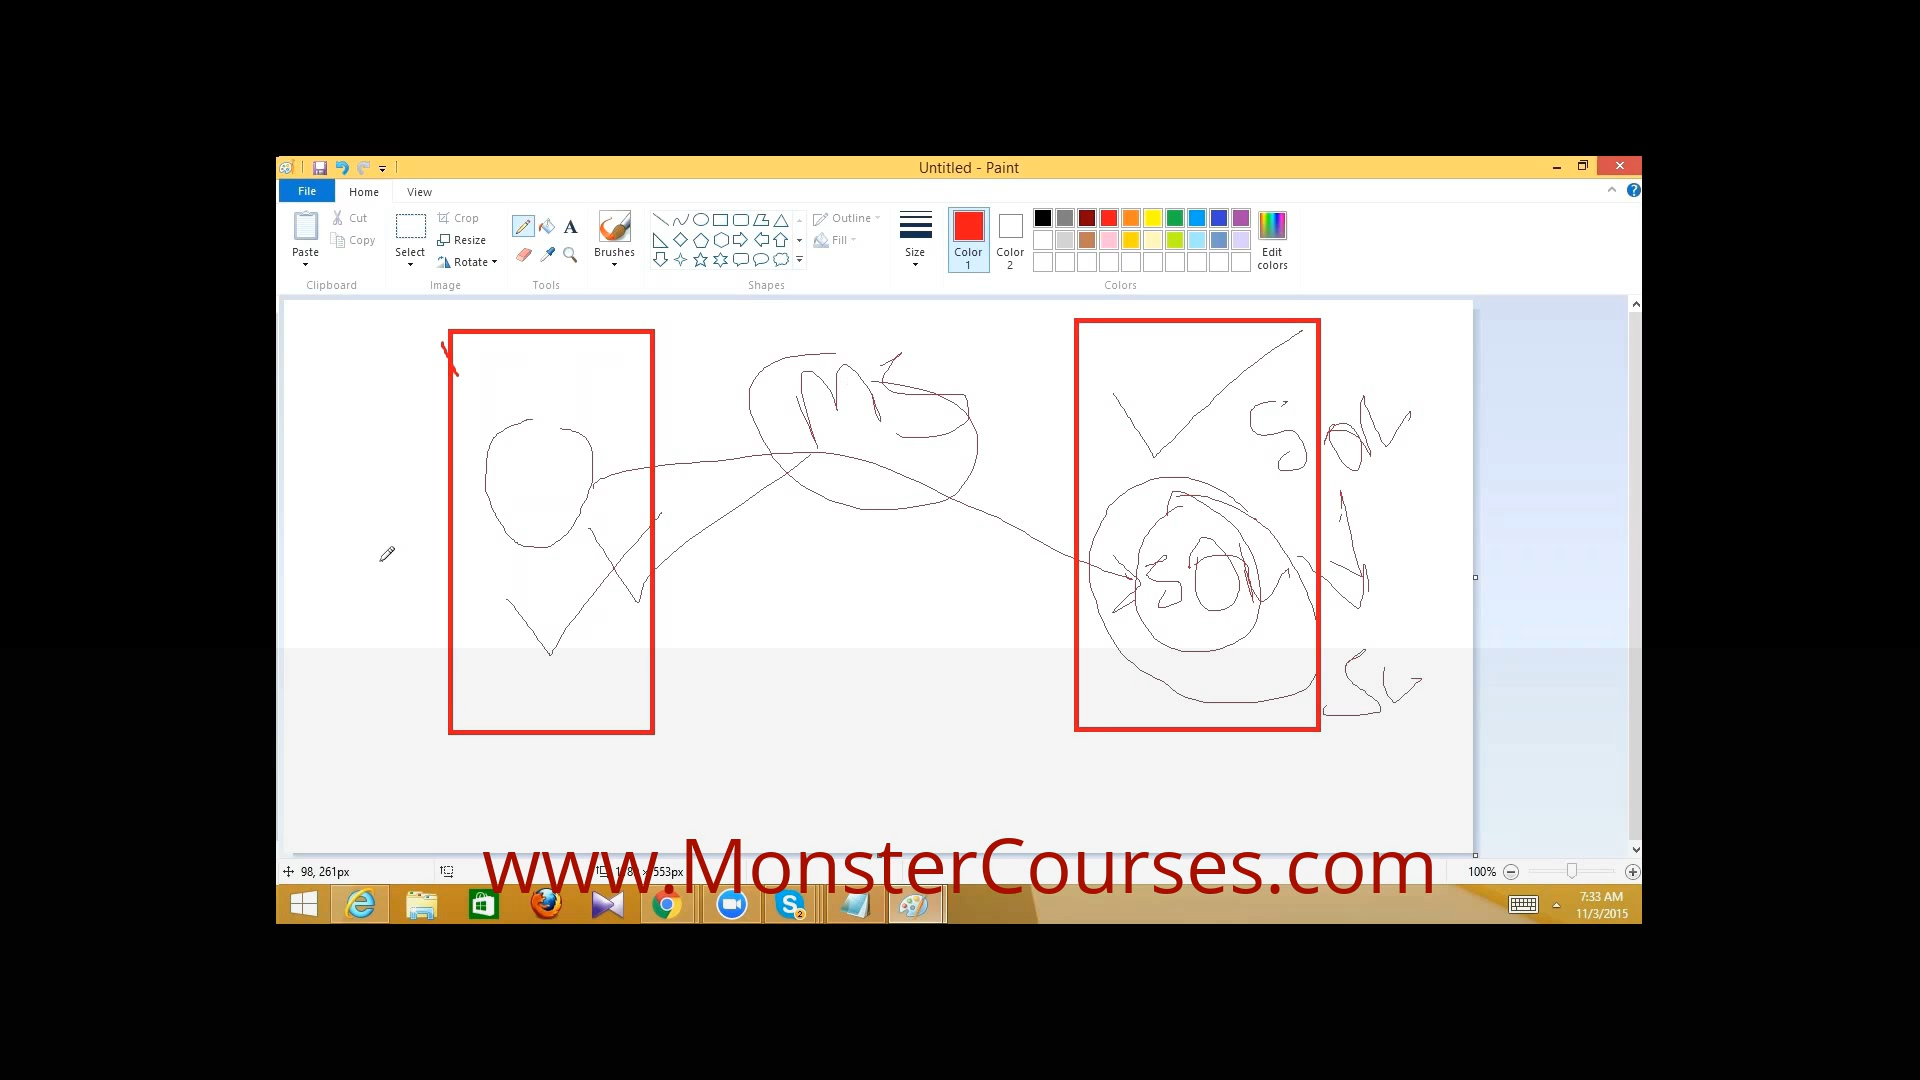 Untitled - Paint
File Home View
Paste Cut Copy
Clipboard
Select Crop Resize Rotate
Image
Tools
Brushes
Shapes
Outline Fill
Size
Color 1
Color 2
Edit colors
Colors
SON
SON
98, 261px
553px
100%
www.MonsterCourses.com
7:33 AM
11/3/2015